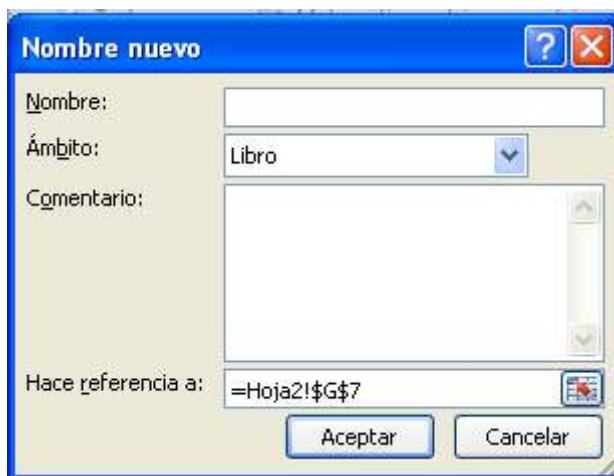 Nombre nuevo
Nombre:
Ámbito: Libro
Comentario:
Hace referencia a: =Hoja2!$G$7
Aceptar Cancelar